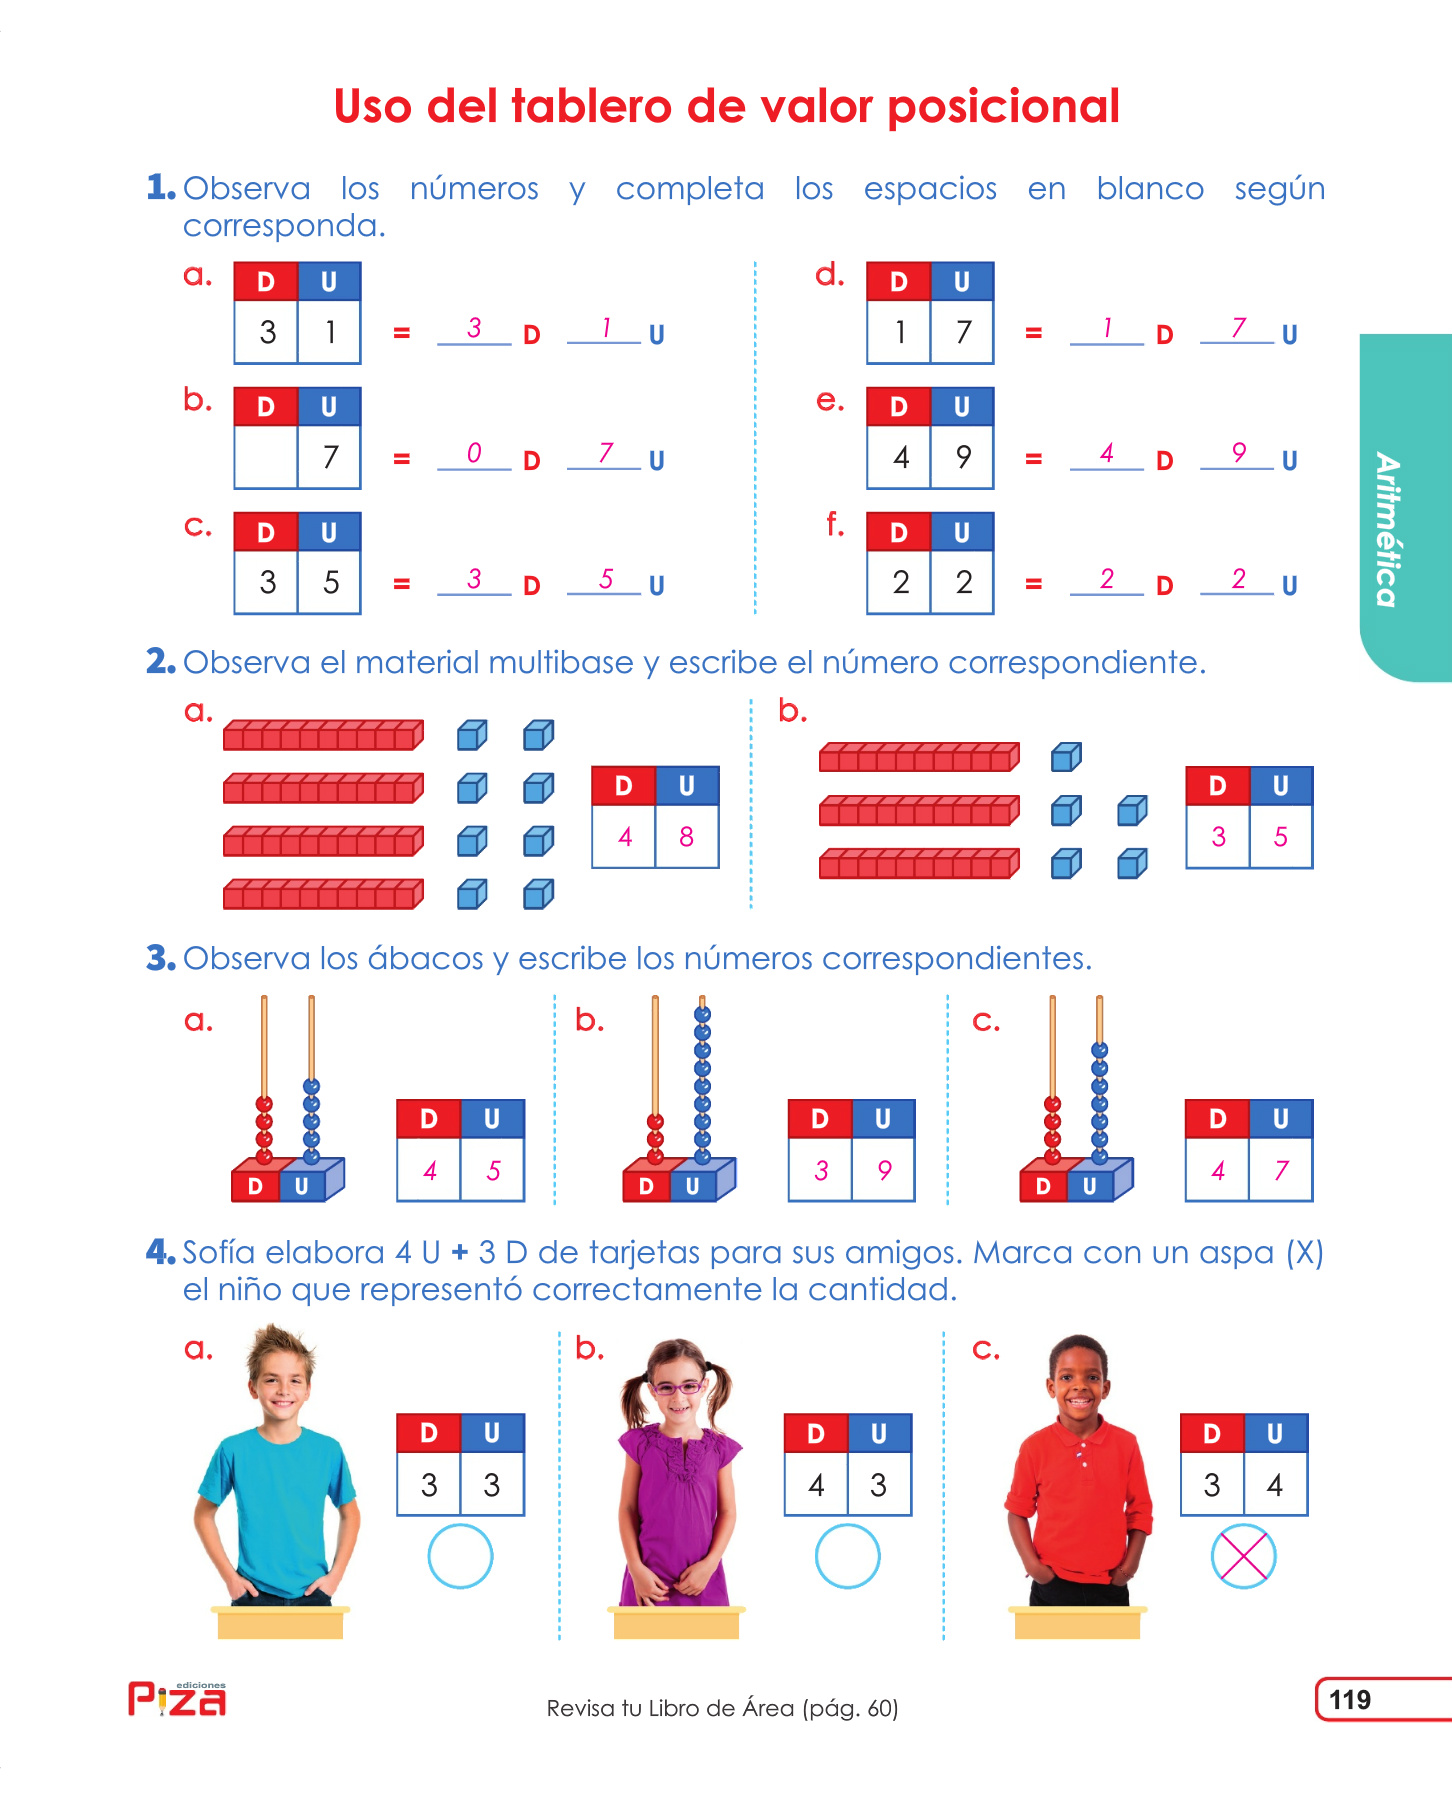 Uso del tablero de valor posicional
1. Observa los números y completa los espacios en blanco según
corresponda.
a.
D U
3 1 = 3 D 1 U
b.
D U
7 = 0 D 7 U
c.
D U
3 5 = 3 D 5 U
d.
D U
1 7 = 1 D 7 U
e.
D U
4 9 = 4 D 9 U
f.
D U
2 2 = 2 D 2 U
Aritmética
2. Observa el material multibase y escribe el número correspondiente.
a.
D U
4 8
b.
D U
3 5
3. Observa los ábacos y escribe los números correspondientes.
a.
D U
D U
4 5
b.
D U
D U
3 9
c.
D U
D U
4 7
4. Sofía elabora 4 U + 3 D de tarjetas para sus amigos. Marca con un aspa (X)
el niño que representó correctamente la cantidad.
a.
D U
3 3
b.
D U
4 3
c.
D U
3 4
ediciones
Piza
Revisa tu Libro de Área (pág. 60)
119